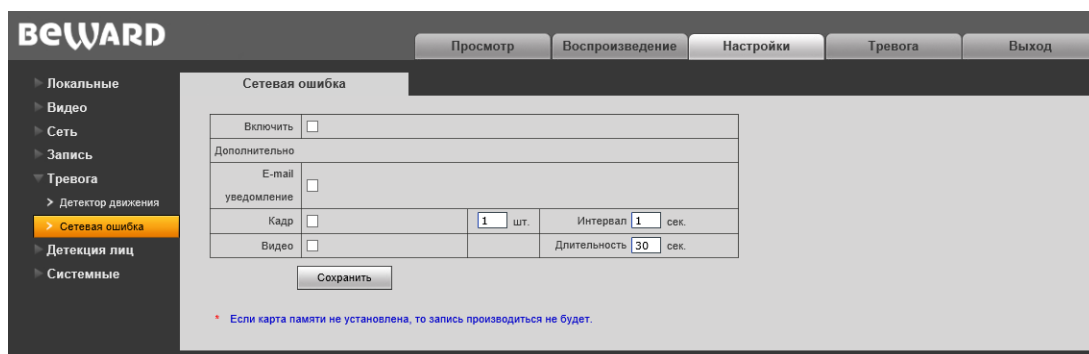 BEWARD
Просмотр Воспроизведение Настройки Тревога Выход
Локальные
Видео
Сеть
Запись
Тревога
Детектор движения
Сетевая ошибка
Детекция лиц
Системные
Сетевая ошибка
Включить
Дополнительно
E-mail
уведомление
Кадр 1 шт. Интервал 1 сек.
Видео Длительность 30 сек.
Сохранить
* Если карта памяти не установлена, то запись производиться не будет.